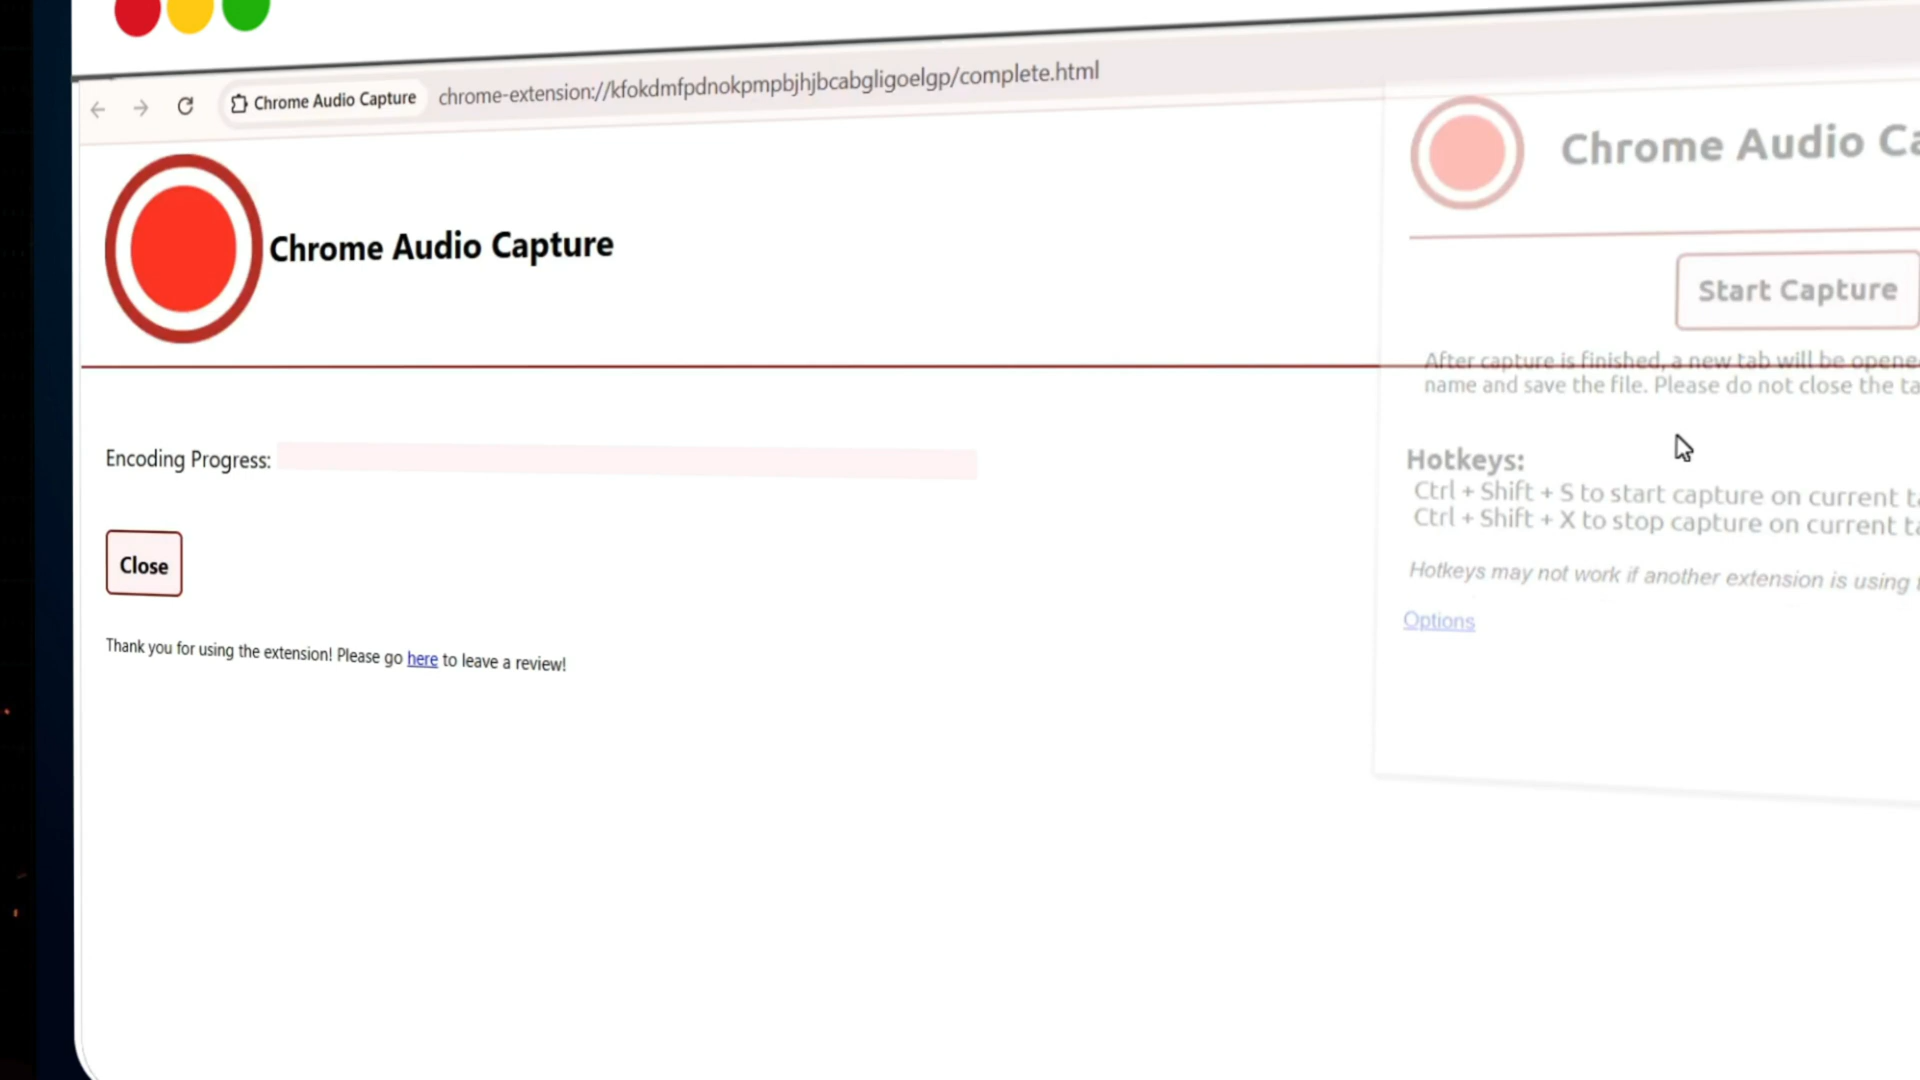 Chrome Audio Capture chrome-extension://kfokdmfpdnokpmpbjhjbcabgligoelgp/complete.html
Chrome Audio Capture
Encoding Progress:
Close
Thank you for using the extension! Please go here to leave a review!
Chrome Audio
Start Capture
After capture is finished, a new tab will be
name and save the file. Please do not close the
Hotkeys:
Ctrl + Shift + S to start capture on current
Ctrl + Shift + X to stop capture on current
Hotkeys may not work if another extension is using
Options